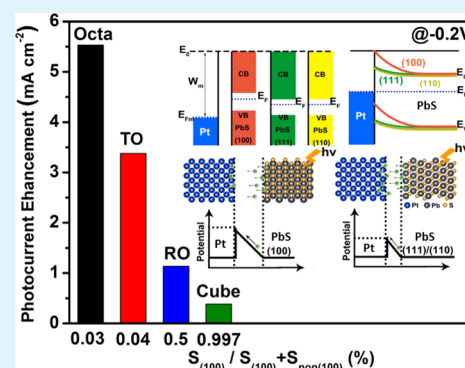 Photocurrent Ehancement (mA cm-2)
6
5
4
3
2
1
0
Octa
TO
RO
Cube
@-0.2V
E0
Wm
EFm
Pt
CB
CB
CB
EF
EF
EF
VB
VB
VB
PbS
PbS
PbS
(100)
(111)
(110)
(100)
(111)
(110)
PbS
Pt
hν
hν
Pt Pb S
Potential
Pt
PbS
(100)
Potential
Pt
PbS
(111)/(110)
0.03 0.04 0.5 0.997
S(100) / S(100)+Snon(100) (%)